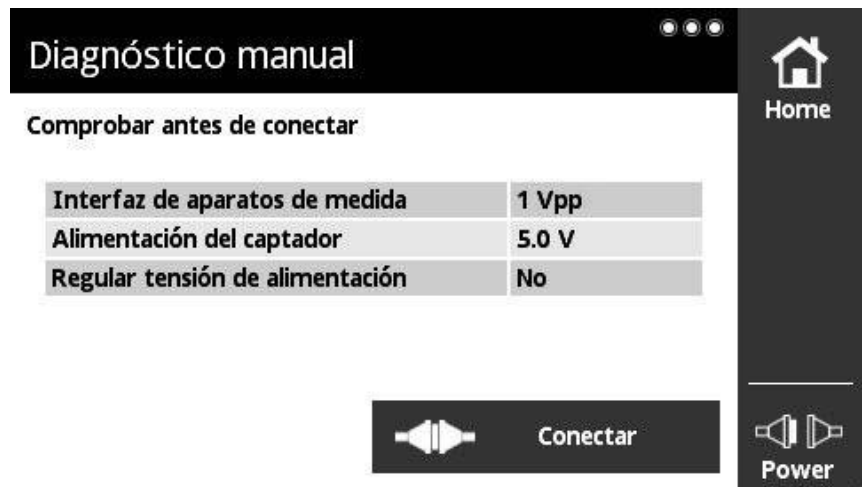 Diagnóstico manual
Home
Comprobar antes de conectar
Interfaz de aparatos de medida 1 Vpp
Alimentación del captador 5.0 V
Regular tensión de alimentación No
Conectar
Power